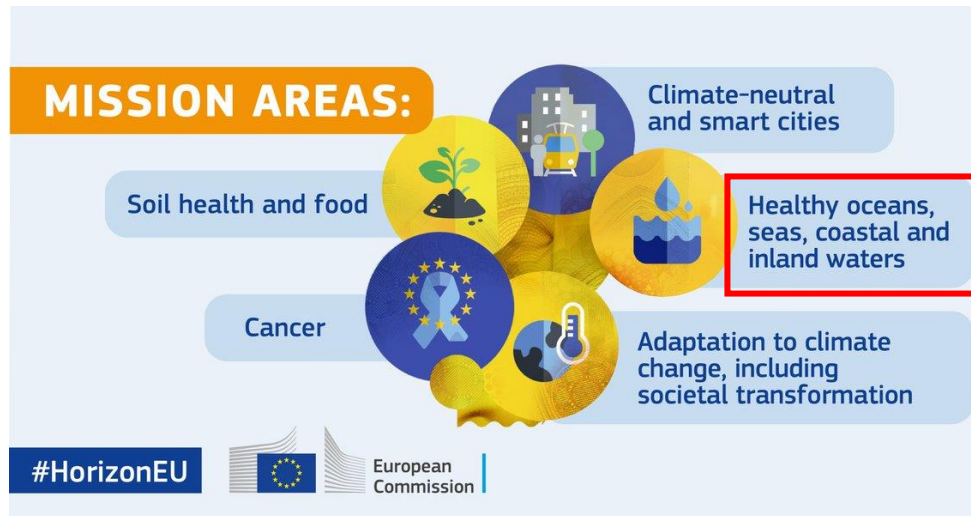 MISSION AREAS:
Climate-neutral
and smart cities
Soil health and food
Healthy oceans,
seas, coastal and
inland waters
Cancer
Adaptation to climate
change, including
societal transformation
#HorizonEU
European
Commission